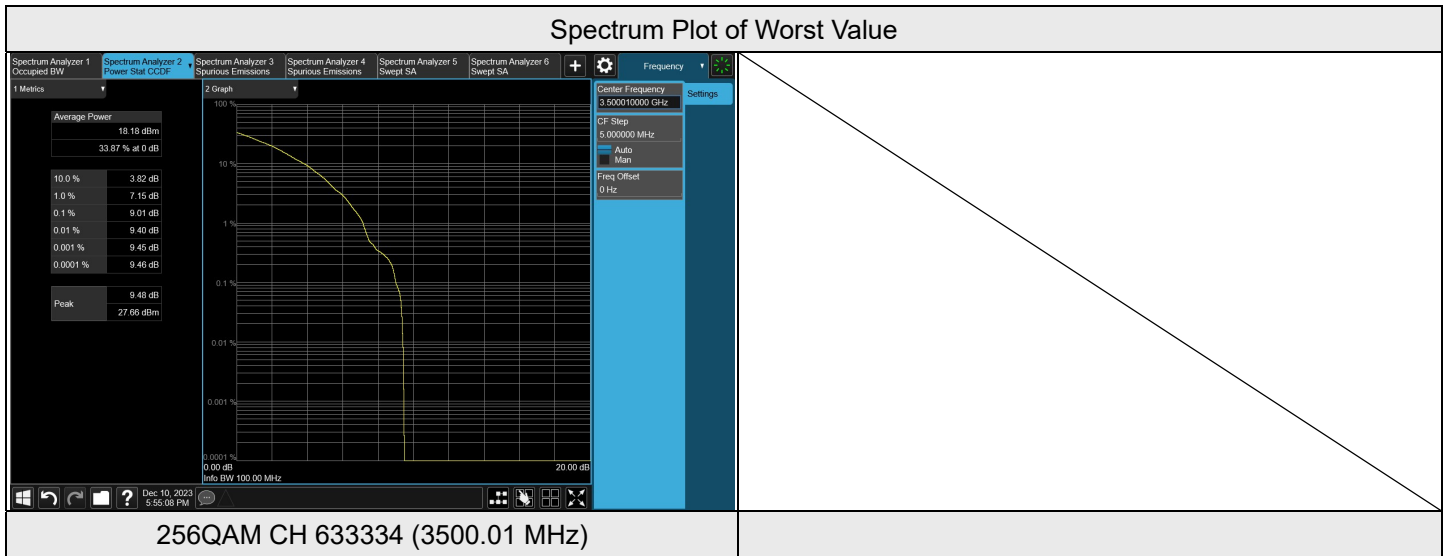 Spectrum Plot of Worst Value
Spectrum Analyzer 1
Occupied BW
Spectrum Analyzer 2
Power Stat CCDF
Spectrum Analyzer 3
Spurious Emissions
Spectrum Analyzer 4
Spurious Emissions
Spectrum Analyzer 5
Swept SA
Spectrum Analyzer 6
Swept SA
+
Frequency
1 Metrics
Average Power
18.18 dBm
33.87 % at 0 dB
10.0 % 3.82 dB
1.0 % 7.15 dB
0.1 % 9.01 dB
0.01 % 9.40 dB
0.001 % 9.45 dB
0.0001 % 9.46 dB
Peak
9.48 dB
27.66 dBm
2 Graph
100 %
10 %
1 %
0.1 %
0.01 %
0.001 %
0.0001 %
0.00 dB 20.00 dB
Info BW 100.00 MHz
Center Frequency
3.500010000 GHz
Settings
CF Step
5.000000 MHz
Auto
Man
Freq Offset
0 Hz
?
Dec 10, 2023
5:55:08 PM
256QAM CH 633334 (3500.01 MHz)